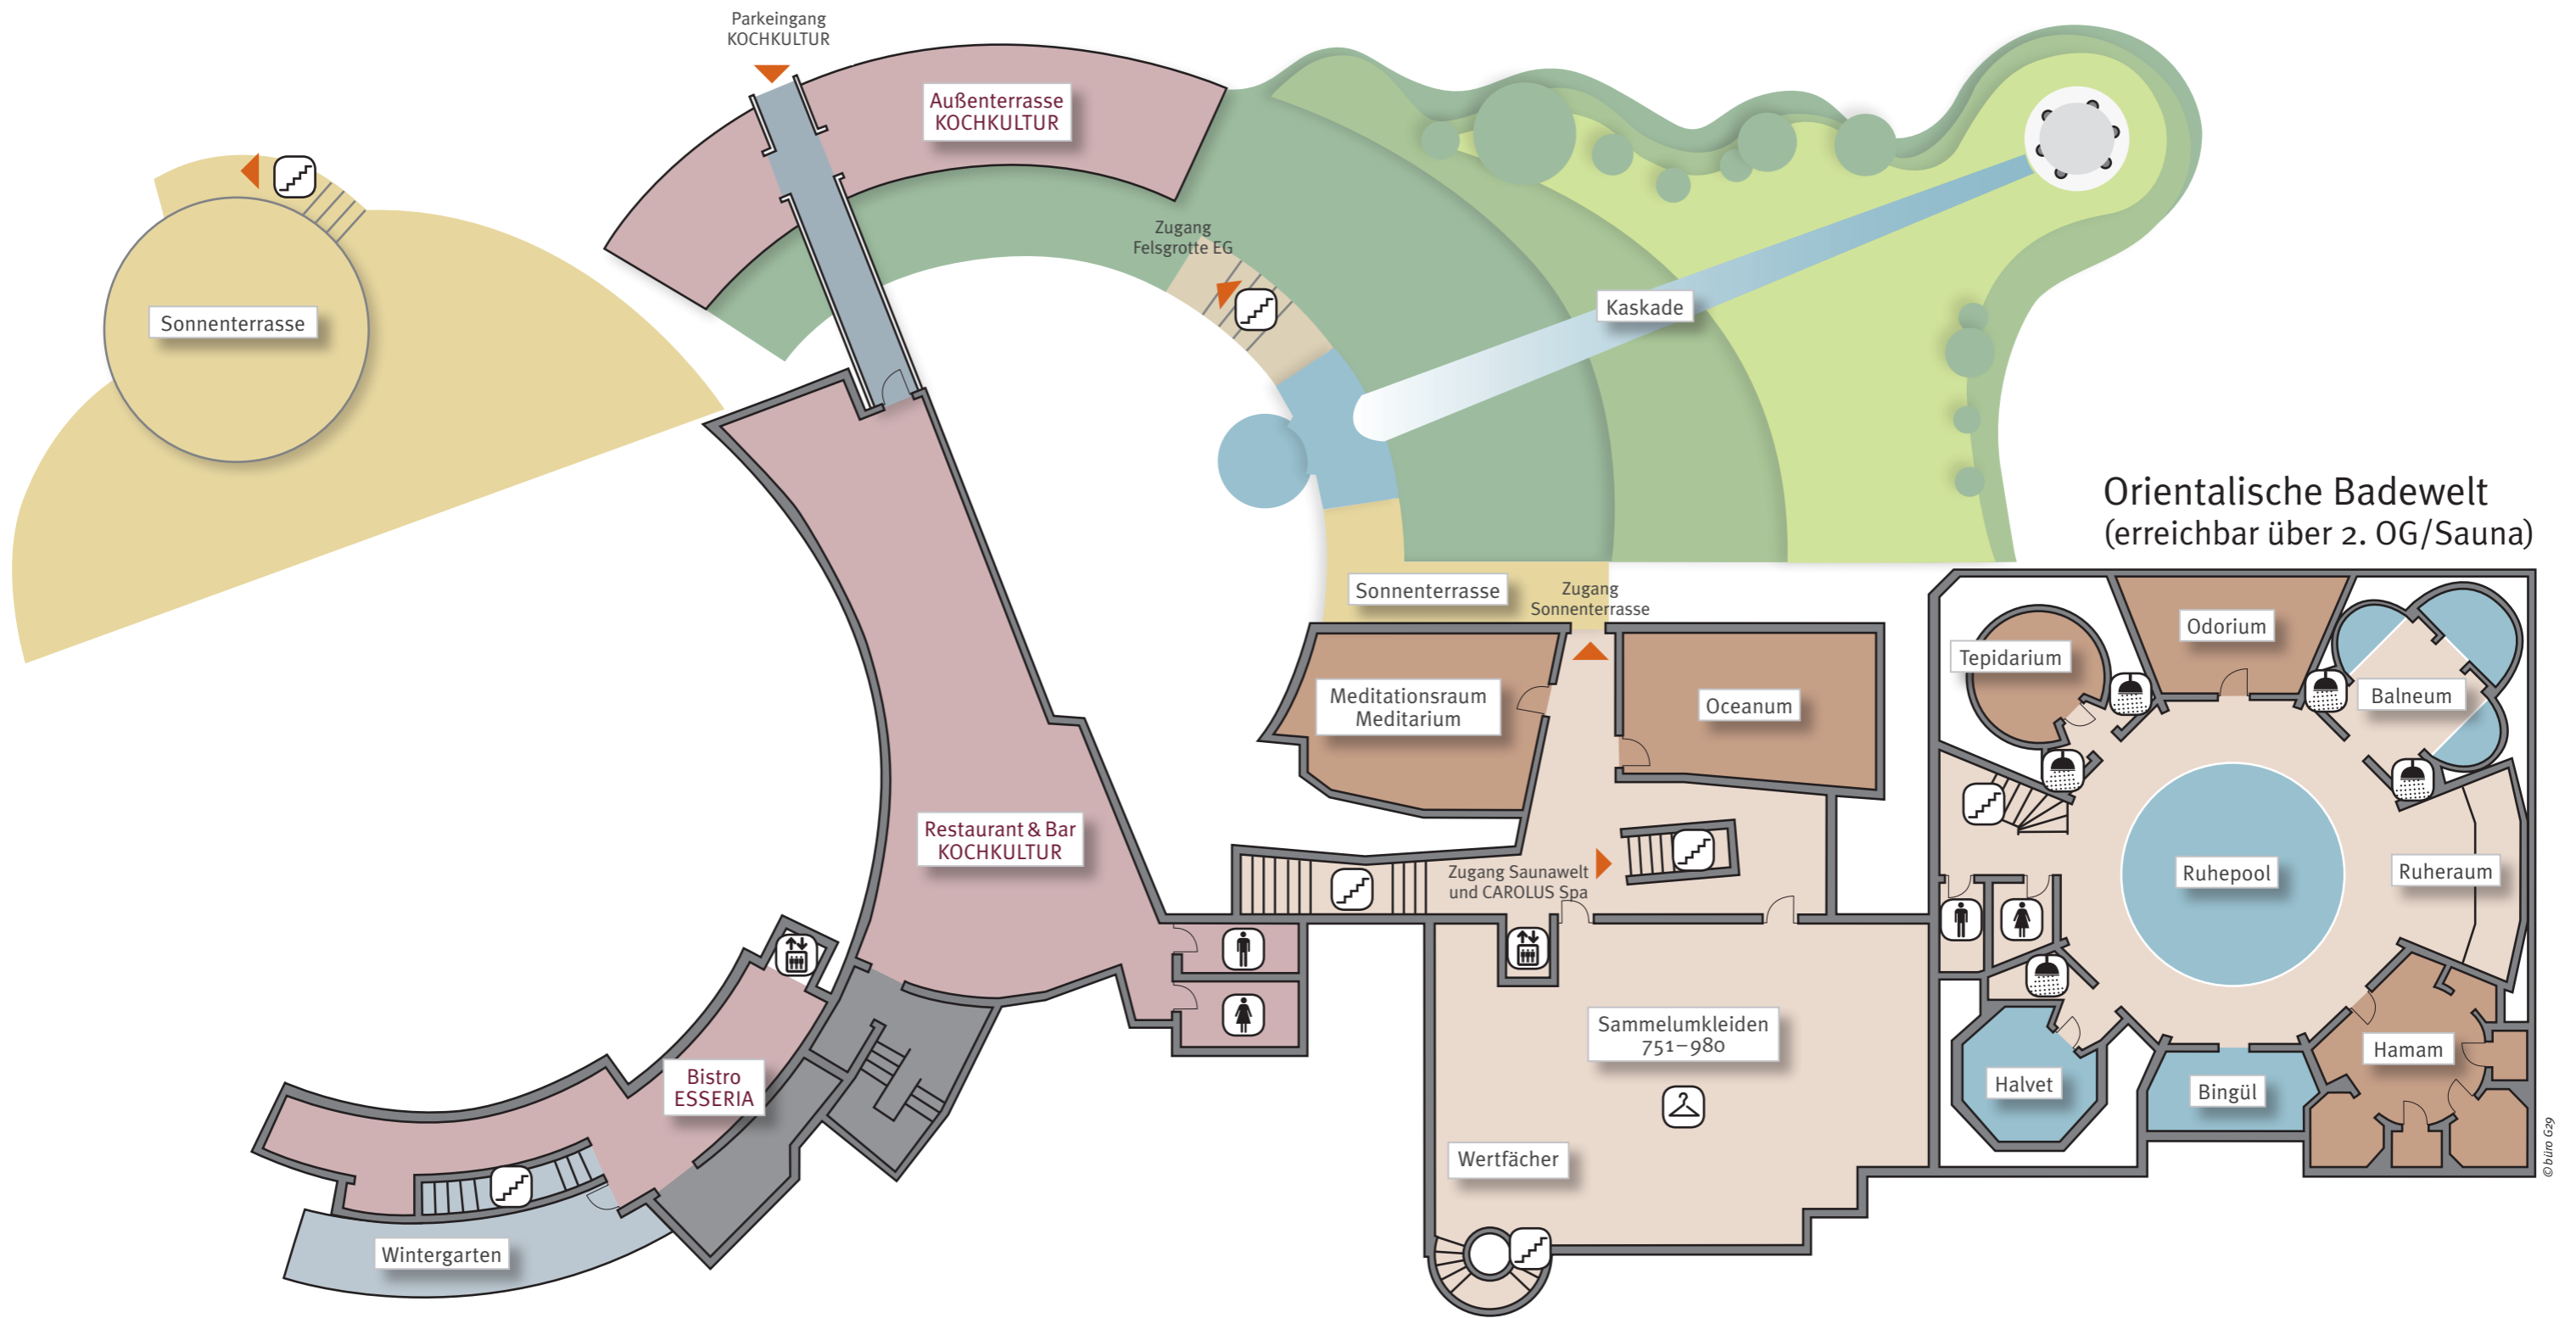 Parkeingang
KOCHKULTUR
Außenterrasse
KOCHKULTUR
Zugang
Felsgrotte EG
Sonnenterrasse
Kaskade
Orientalische Badewelt
(erreichbar über 2. OG/Sauna)
Sonnenterrasse
Zugang
Sonnenterrasse
Meditationsraum
Meditarium
Oceanum
Tepidarium
Odorium
Balneum
Restaurant & Bar
KOCHKULTUR
Zugang Saunawelt
und CAROLUS Spa
Ruhepool
Ruheraum
Sammelumkleiden
751–980
Halvet
Bingül
Hamam
Bistro
ESSERIA
Wertfächer
Wintergarten
© büro G29